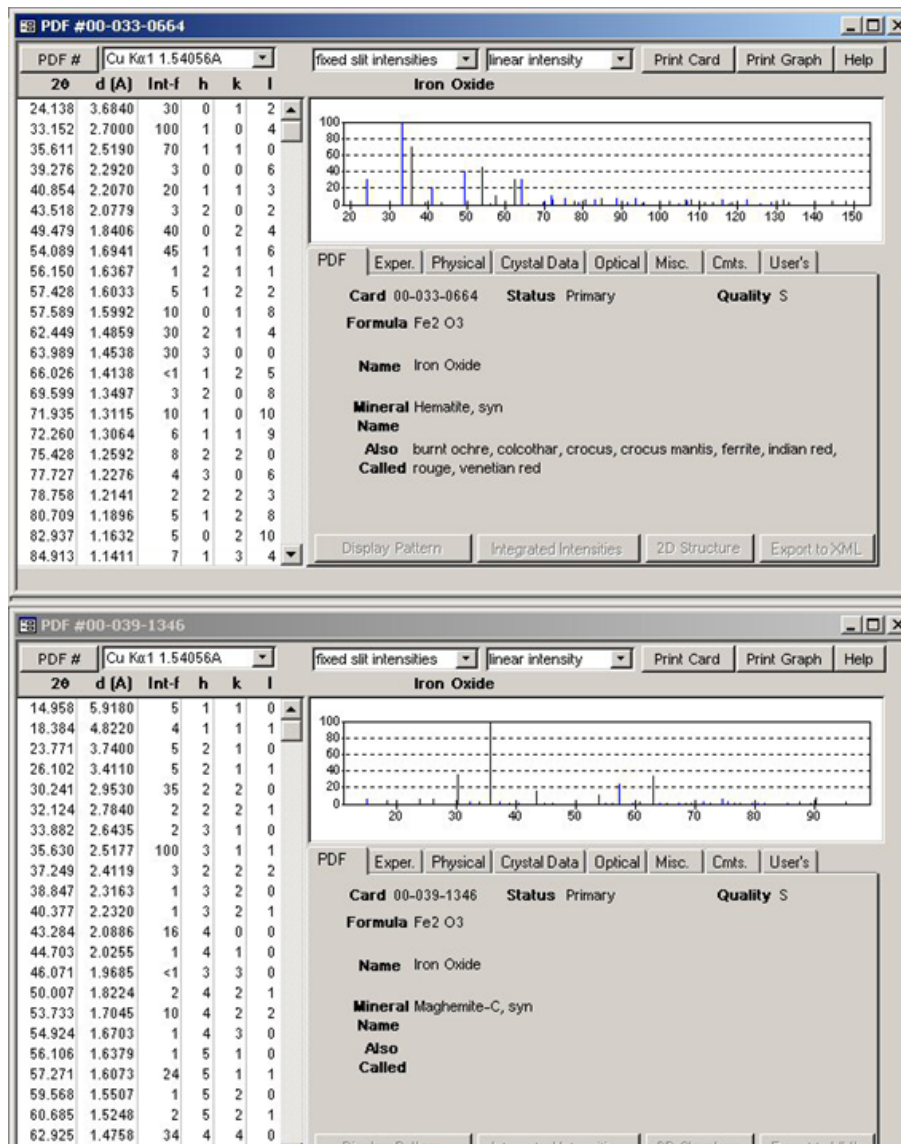 PDF #00-033-0664
PDF # Cu Kα1 1.54056A fixed slit intensities linear intensity Print Card Print Graph Help
2θ d (A) Int-f h k l Iron Oxide
24.138 3.6840 30 0 1 2
33.152 2.7000 100 1 0 4
35.611 2.5190 70 1 1 0
39.276 2.2920 3 0 0 6
40.854 2.2070 20 1 1 3
43.518 2.0779 3 2 0 2
49.479 1.8406 40 0 2 4
54.089 1.6941 45 1 1 6
56.150 1.6367 1 2 1 1
57.428 1.6033 5 1 2 2
57.589 1.5992 10 0 1 8
62.449 1.4859 30 2 1 4
63.989 1.4538 30 3 0 0
66.026 1.4138 <1 1 2 5
69.599 1.3497 3 2 0 8
71.935 1.3115 10 1 0 10
72.260 1.3064 6 1 1 9
75.428 1.2592 8 2 2 0
77.727 1.2276 4 3 0 6
78.758 1.2141 2 2 2 3
80.709 1.1896 5 1 2 8
82.937 1.1632 5 0 2 10
84.913 1.1411 7 1 3 4
100
80
60
40
20
0
20 30 40 50 60 70 80 90 100 110 120 130 140 150
PDF Exper. Physical Crystal Data Optical Misc. Cmts. User's
Card 00-033-0664 Status Primary Quality S
Formula Fe2 O3
Name Iron Oxide
Mineral Hematite, syn
Name
Also burnt ochre, colcothar, crocus, crocus mantis, ferrite, indian red,
Called rouge, venetian red
Display Pattern Integrated Intensities 2D Structure Export to XML
PDF #00-039-1346
PDF # Cu Kα1 1.54056A fixed slit intensities linear intensity Print Card Print Graph Help
2θ d (A) Int-f h k l Iron Oxide
14.958 5.9180 5 1 1 0
18.384 4.8220 4 1 1 1
23.771 3.7400 5 2 1 0
26.102 3.4110 5 2 1 1
30.241 2.9530 35 2 2 0
32.124 2.7840 2 2 2 1
33.882 2.6435 2 3 1 0
35.630 2.5177 100 3 1 1
37.249 2.4119 3 2 2 2
38.847 2.3163 1 3 2 0
40.377 2.2320 1 3 2 1
43.284 2.0886 16 4 0 0
44.703 2.0255 1 4 1 0
46.071 1.9685 <1 3 3 0
50.007 1.8224 2 4 2 1
53.733 1.7045 10 4 2 2
54.924 1.6703 1 4 3 0
56.106 1.6379 1 5 1 0
57.271 1.6073 24 5 1 1
59.568 1.5507 1 5 2 0
60.685 1.5248 2 5 2 1
62.925 1.4758 34 4 4 0
100
80
60
40
20
0
20 30 40 50 60 70 80 90
PDF Exper. Physical Crystal Data Optical Misc. Cmts. User's
Card 00-039-1346 Status Primary Quality S
Formula Fe2 O3
Name Iron Oxide
Mineral Maghemite-C, syn
Name
Also
Called